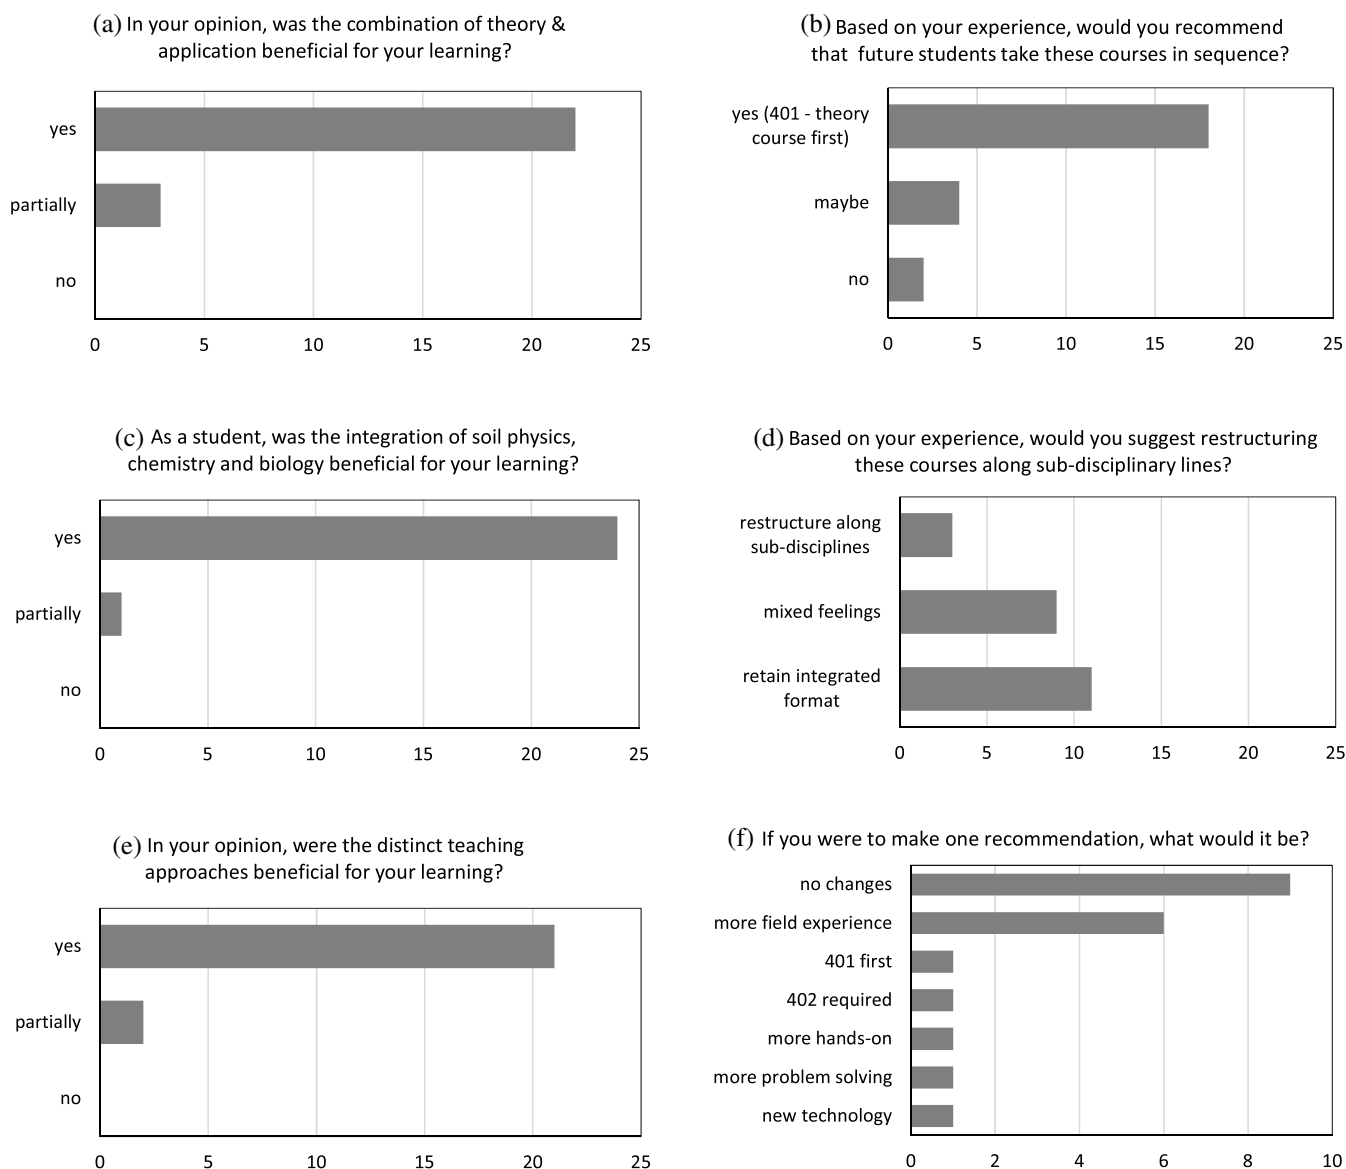 (a) In your opinion, was the combination of theory &
application beneficial for your learning?
yes
partially
no
0 5 10 15 20 25
(b) Based on your experience, would you recommend
that future students take these courses in sequence?
yes (401 - theory
course first)
maybe
no
0 5 10 15 20 25
(c) As a student, was the integration of soil physics,
chemistry and biology beneficial for your learning?
yes
partially
no
0 5 10 15 20 25
(d) Based on your experience, would you suggest restructuring
these courses along sub-disciplinary lines?
restructure along
sub-disciplines
mixed feelings
retain integrated
format
0 5 10 15 20 25
(e) In your opinion, were the distinct teaching
approaches beneficial for your learning?
yes
partially
no
0 5 10 15 20 25
(f) If you were to make one recommendation, what would it be?
no changes
more field experience
401 first
402 required
more hands-on
more problem solving
new technology
0 2 4 6 8 10